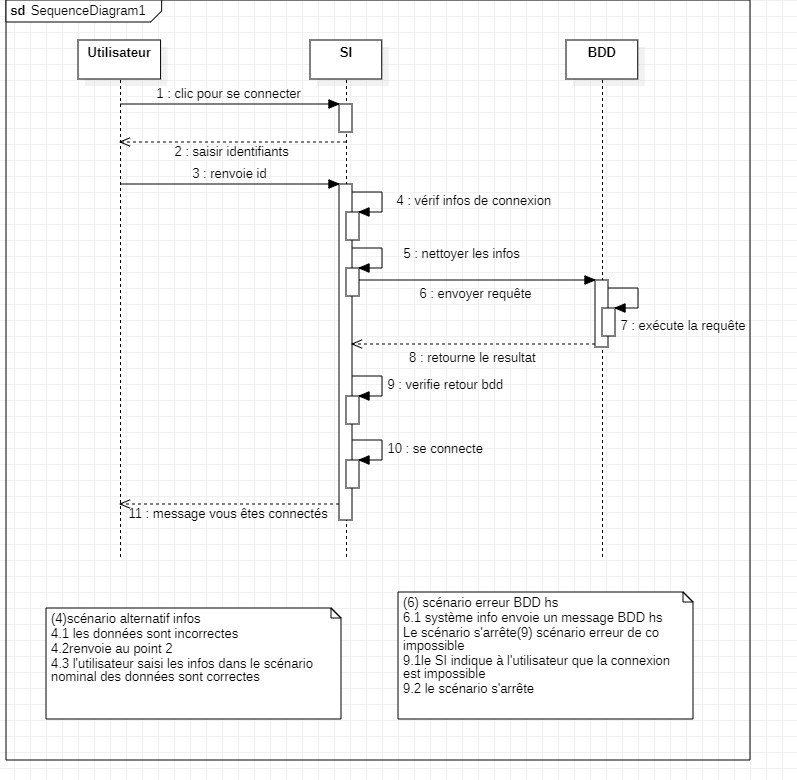 sd SequenceDiagram1
Utilisateur
SI
BDD
1 : clic pour se connecter
2 : saisir identifiants
3 : renvoie id
4 : vérif infos de connexion
5 : nettoyer les infos
6 : envoyer requête
7 : exécute la requête
8 : retourne le resultat
9 : verifie retour bdd
10 : se connecte
11 : message vous êtes connectés
(4)scénario alternatif infos
4.1 les données sont incorrectes
4.2renvoie au point 2
4.3 l'utilisateur saisi les infos dans le scénario
nominal des données sont correctes
(6) scénario erreur BDD hs
6.1 système info envoie un message BDD hs
Le scénario s'arrête(9) scénario erreur de co
impossible
9.1le SI indique à l'utilisateur que la connexion
est impossible
9.2 le scénario s'arrête